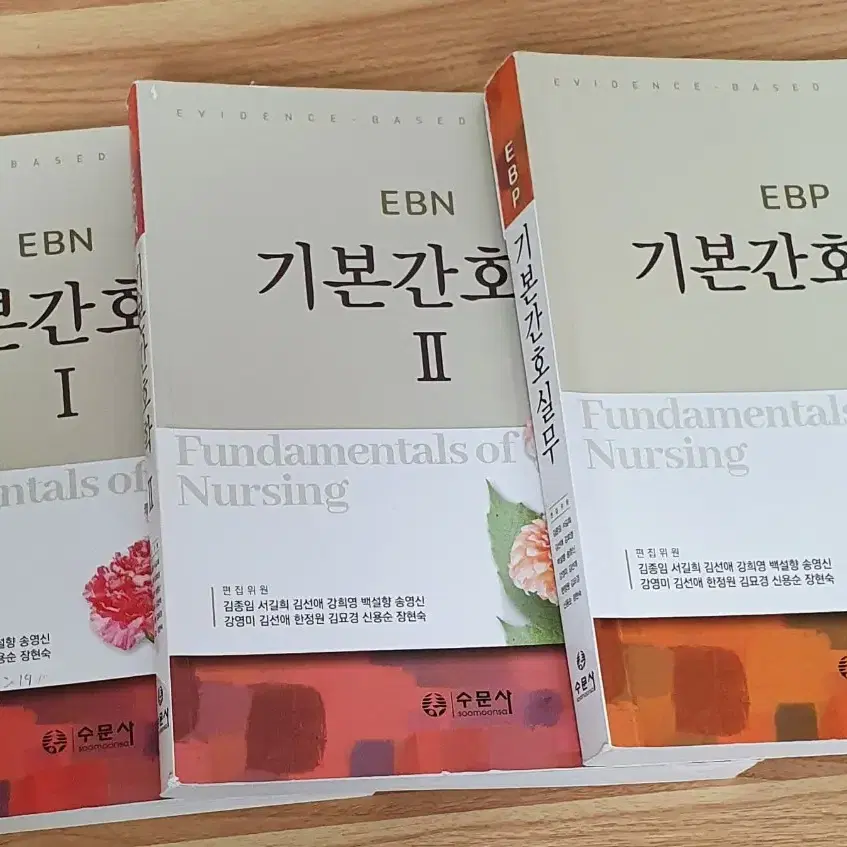 BASED
EBN
본간호
I
entals of
설향 송영신
용순 장현숙
수문사
soomoonsa
EVIDENCE-BASED
EBN
기본간호
II
Fundamentals of
Nursing
편집위원
김종임 서길희 김선애 강희영 백설향 송영신
강영미 김선애 한정원 김묘경 신용순 장현숙
수문사
soomoonsa
EBP
기본간호실무
수문사
EVIDENCE-BASED
EBP
기본간호
Fundamentals
Nursing
편집위원
김종임 서길희 김선애 강희영 백설향 송영신
강영미 김선애 한정원 김묘경 신용순 장현숙